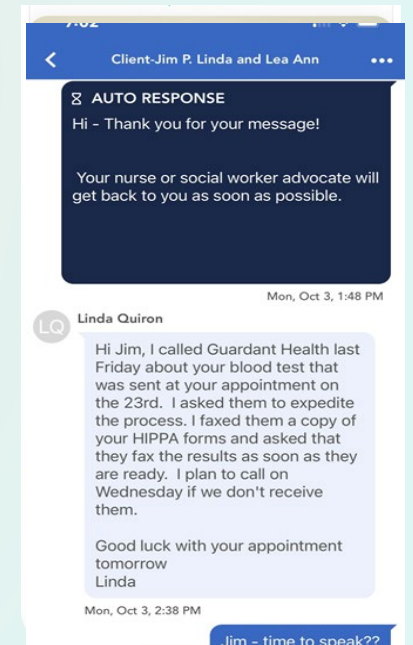 7:02
Client-Jim P. Linda and Lea Ann
AUTO RESPONSE
Hi - Thank you for your message!
Your nurse or social worker advocate will
get back to you as soon as possible.
Mon, Oct 3, 1:48 PM
LQ
Linda Quiron
Hi Jim, I called Guardant Health last
Friday about your blood test that
was sent at your appointment on
the 23rd. I asked them to expedite
the process. I faxed them a copy of
your HIPPA forms and asked that
they fax the results as soon as they
are ready. I plan to call on
Wednesday if we don't receive
them.
Good luck with your appointment
tomorrow
Linda
Mon, Oct 3, 2:38 PM
Jim - time to speak??